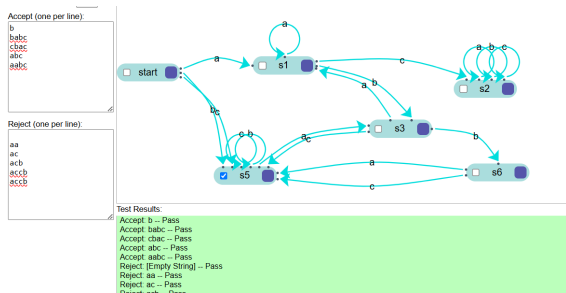 Accept (one per line):
b
babc
cbac
abc
aabc
Reject (one per line):
aa
ac
acb
accb
accb
start
a
s1
a
c
a b c
s2
a b
s3
b
b c
c b
s5
a c
a
c
s6
Test Results:
Accept: b -- Pass
Accept: babc -- Pass
Accept: cbac -- Pass
Accept: abc -- Pass
Accept: aabc -- Pass
Reject: [Empty String] -- Pass
Reject: aa -- Pass
Reject: ac -- Pass